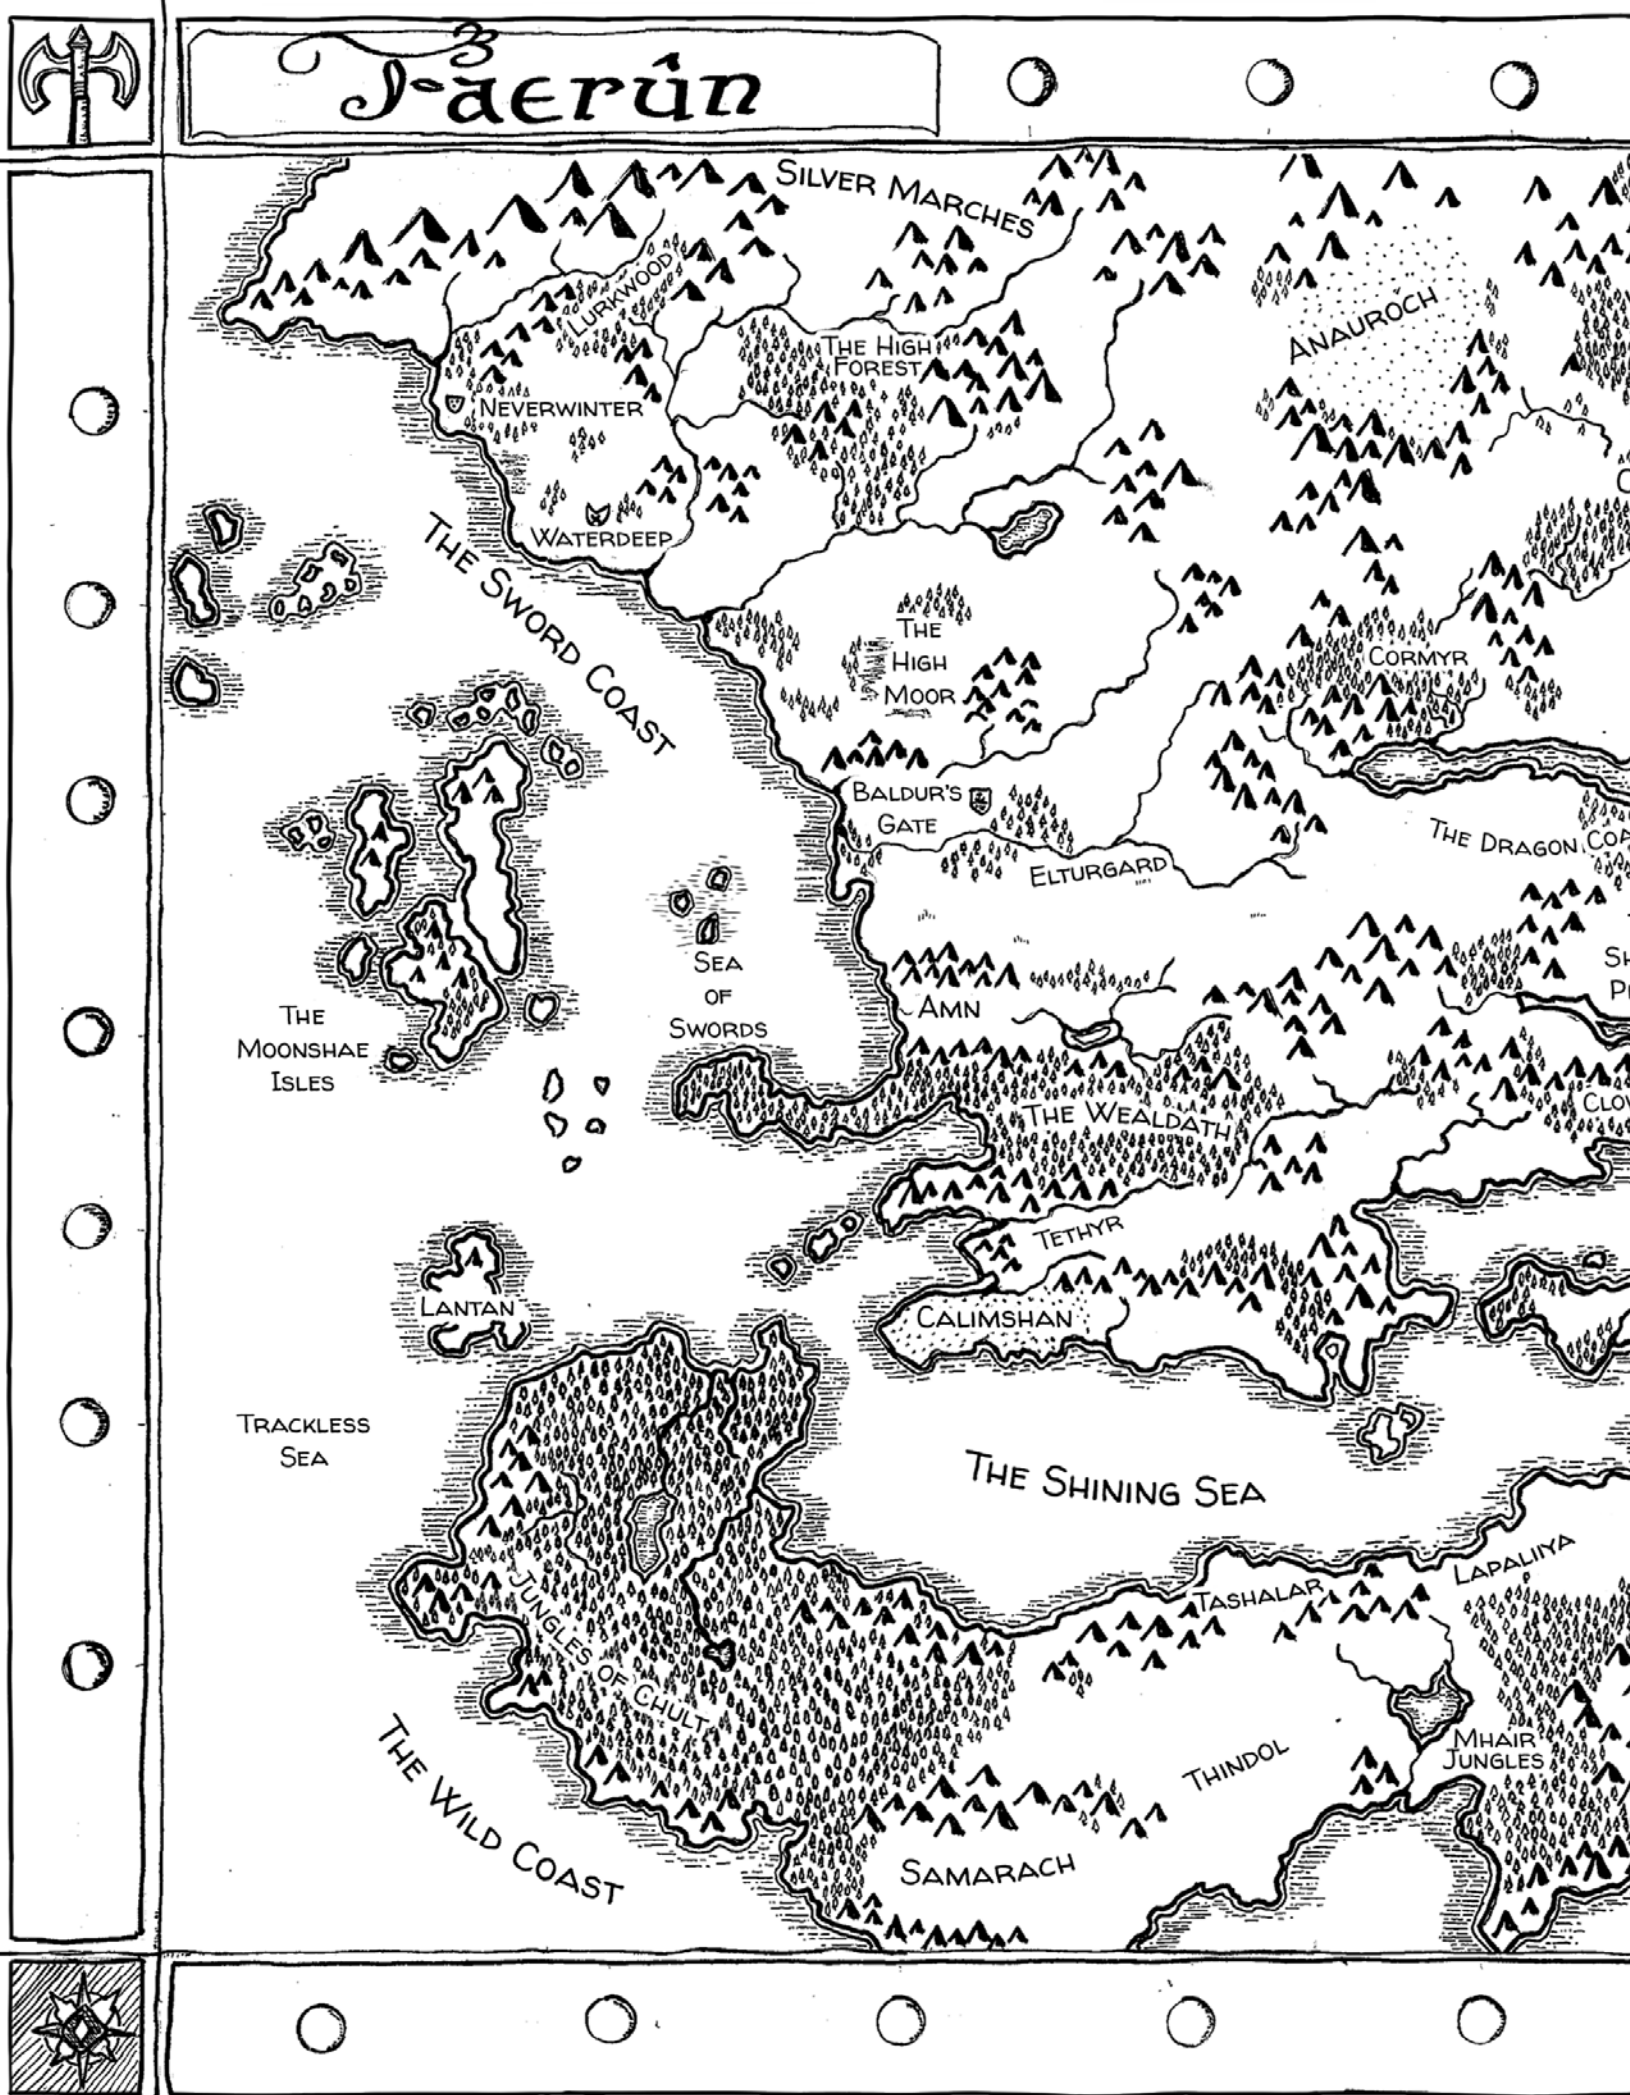 Faerûn
Silver Marches
Lurkwood
Anauroch
The High
Forest
Neverwinter
Waterdeep
The Sword Coast
The
High
Moor
Cormyr
Baldur's
Gate
The Dragon
Elturgard
Sea
of
Swords
Amn
The
Moonshae
Isles
The Wealdath
Tethyr
Lantan
Calimshan
Trackless
Sea
The Shining Sea
Lapaliiya
Tashalar
Jungles of Chult
Mhair
Jungles
Thindol
The Wild Coast
Samarach